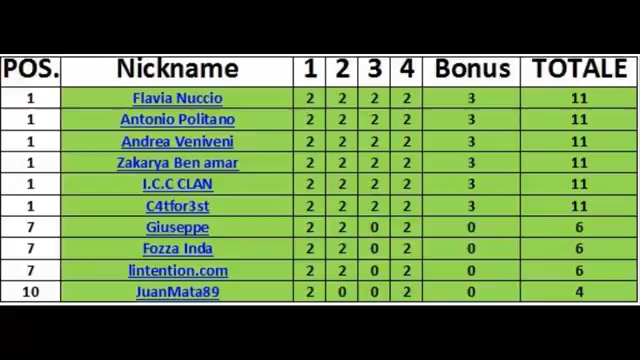 POS. Nickname 1 2 3 4 Bonus TOTALE
1 Flavia Nuccio 2 2 2 2 3 11
1 Antonio Politano 2 2 2 2 3 11
1 Andrea Veniveni 2 2 2 2 3 11
1 Zakarya Ben amar 2 2 2 2 3 11
1 I.C.C CLAN 2 2 2 2 3 11
1 C4tfor3st 2 2 2 2 3 11
7 Giuseppe 2 2 0 2 0 6
7 Fozza Inda 2 2 0 2 0 6
7 lintention.com 2 2 0 2 0 6
10 JuanMata89 2 0 0 2 0 4